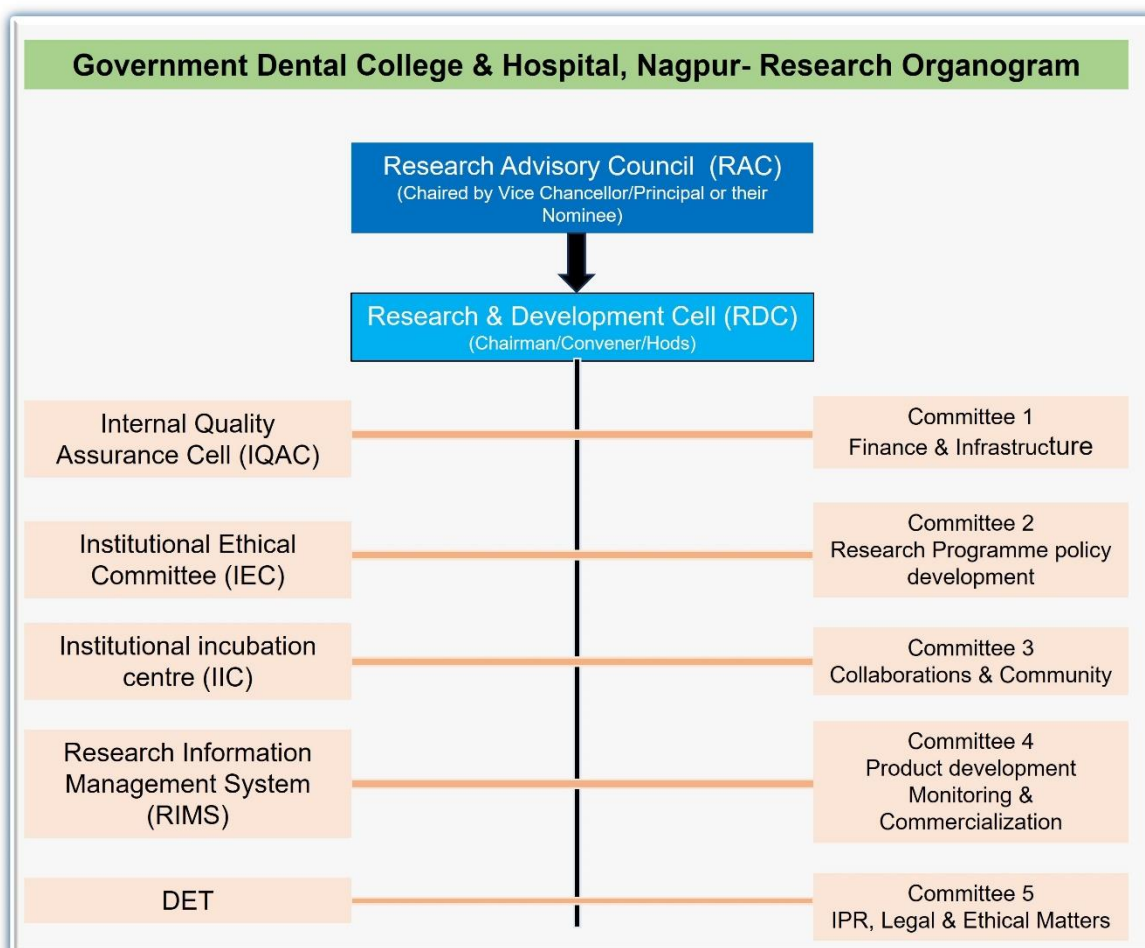 Government Dental College & Hospital, Nagpur- Research Organogram
Research Advisory Council (RAC)
(Chaired by Vice Chancellor/Principal or their
Nominee)
Research & Development Cell (RDC)
(Chairman/Convener/Hods)
Internal Quality
Assurance Cell (IQAC)
Committee 1
Finance & Infrastructure
Institutional Ethical
Committee (IEC)
Committee 2
Research Programme policy
development
Institutional incubation
centre (IIC)
Committee 3
Collaborations & Community
Research Information
Management System
(RIMS)
Committee 4
Product development
Monitoring &
Commercialization
DET
Committee 5
IPR, Legal & Ethical Matters